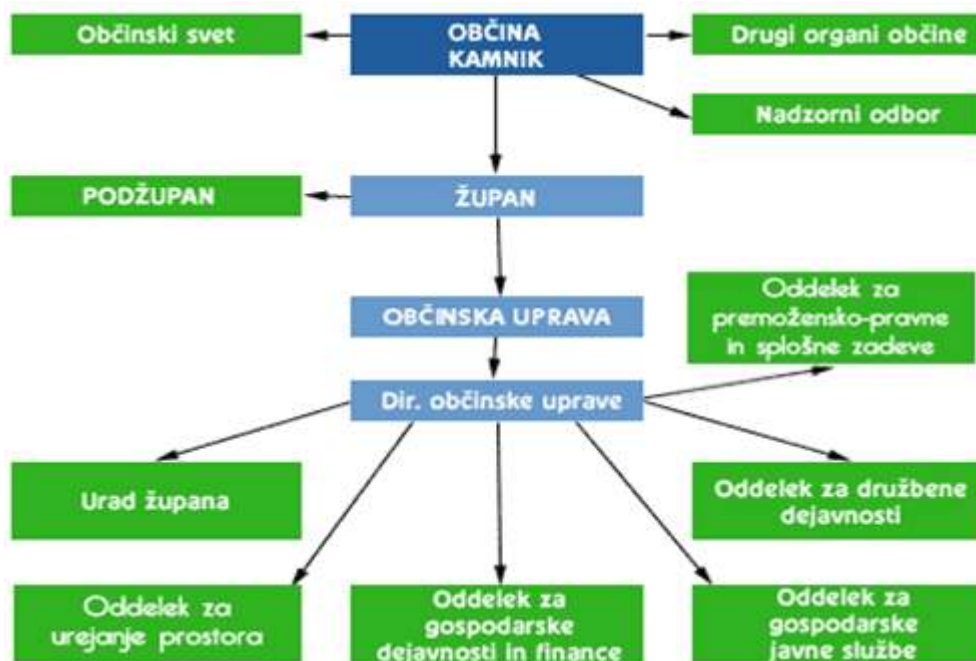 Občinski svet
OBČINA
KAMNIK
Drugi organi občine
Nadzorni odbor
PODŽUPAN
ŽUPAN
OBČINSKA UPRAVA
Oddelek za
premožensko-pravne
in splošne zadeve
Dir. občinske uprave
Urad župana
Oddelek za družbene
dejavnosti
Oddelek za
urejanje prostora
Oddelek za
gospodarske
dejavnosti in finance
Oddelek za
gospodarske
javne službe